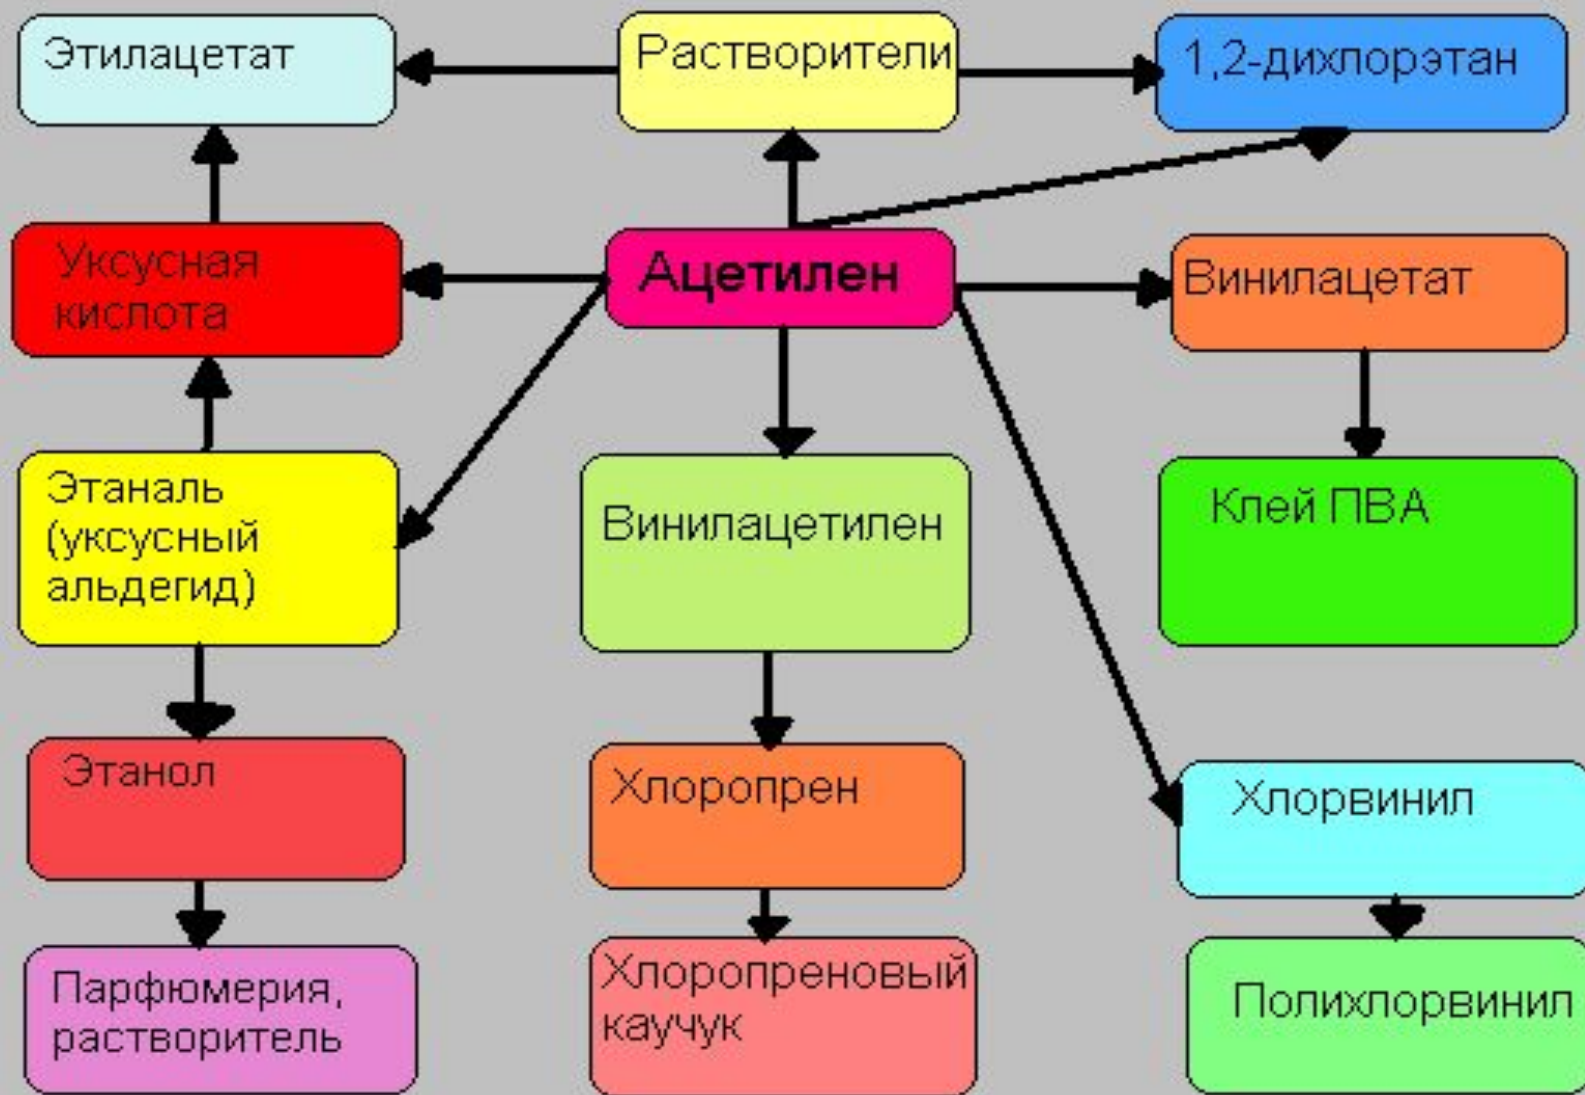 Этилацетат
Растворители
1,2-дихлорэтан
Уксусная
кислота
Ацетилен
Винилацетат
Этаналь
(уксусный
альдегид)
Винилацетилен
Клей ПВА
Этанол
Хлоропрен
Хлорвинил
Парфюмерия,
растворитель
Хлоропреновый
каучук
Полихлорвинил